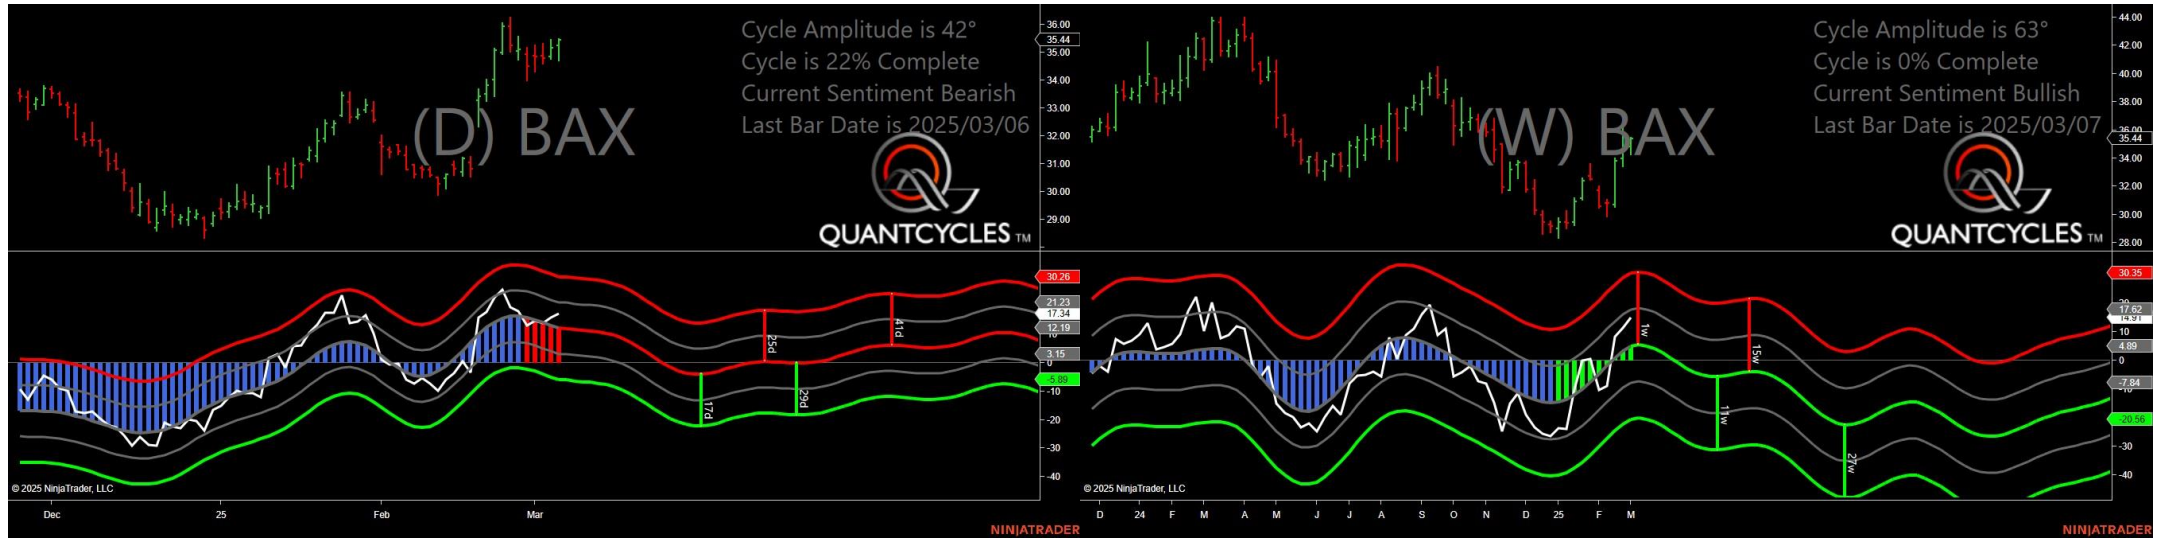 Cycle Amplitude is 42°
Cycle is 22% Complete
Current Sentiment Bearish
Last Bar Date is 2025/03/06
(D) BAX
QUANTCYCLES TM
36.00
35.44
35.00
34.00
33.00
32.00
31.00
30.00
29.00
30.26
21.23
17.34
12.19
3.15
0
-5.89
-10
-20
-30
-40
17d
25d
29d
41d
© 2025 NinjaTrader, LLC
Dec
25
Feb
Mar
NINJATRADER
Cycle Amplitude is 63°
Cycle is 0% Complete
Current Sentiment Bullish
Last Bar Date is 2025/03/07
(W) BAX
QUANTCYCLES TM
44.00
42.00
40.00
38.00
36.00
35.44
34.00
32.00
30.00
28.00
30.35
17.62
14.91
10
4.89
0
-7.84
-20.56
-30
-40
1w
11w
15w
27w
© 2025 NinjaTrader, LLC
D 24 F M A M J J A S O N D 25 F M
NINJATRADER